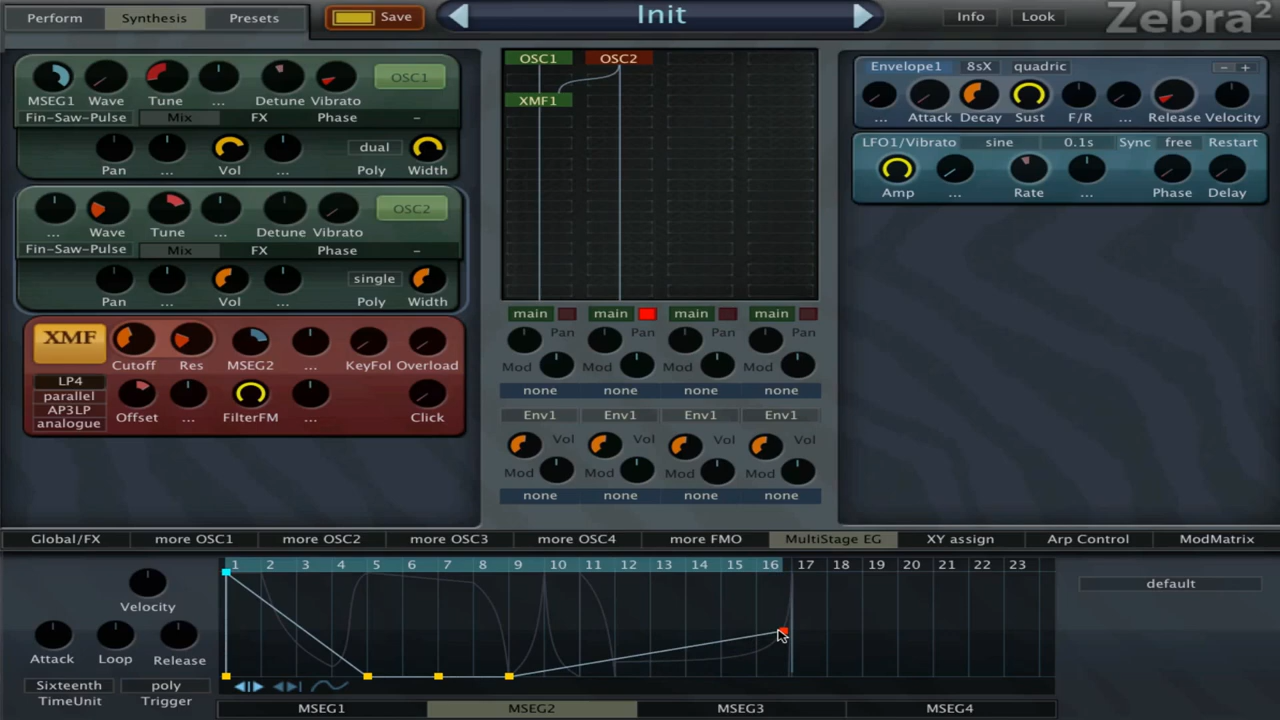 Perform Synthesis Presets Save Init Info Look Zebra²
MSEG1 Wave Tune ... Detune Vibrato OSC1
Fin-Saw-Pulse Mix FX Phase -
Pan ... Vol dual Poly Width
... Wave Tune ... Detune Vibrato OSC2
Fin-Saw-Pulse Mix FX Phase -
Pan ... Vol single Poly Width
XMF Cutoff Res MSEG2 ... KeyFol Overload
LP4
parallel
AP3LP
analogue
Offset ... FilterFM ... Click
OSC1 OSC2
XMF1
main main main main
Pan Pan Pan Pan
Mod Mod Mod Mod
none none none none
Env1 Env1 Env1 Env1
Vol Vol Vol Vol
Mod Mod Mod Mod
none none none none
Envelope1 8sX quadric - +
... Attack Decay Sust F/R ... Release Velocity
LFO1/Vibrato sine 0.1s Sync free Restart
Amp ... Rate ... Phase Delay
Global/FX more OSC1 more OSC2 more OSC3 more OSC4 more FMO MultiStage EG XY assign Arp Control ModMatrix
1 2 3 4 5 6 7 8 9 10 11 12 13 14 15 16 17 18 19 20 21 22 23
Velocity
default
Attack Loop Release
Sixteenth poly
TimeUnit Trigger
MSEG1 MSEG2 MSEG3 MSEG4